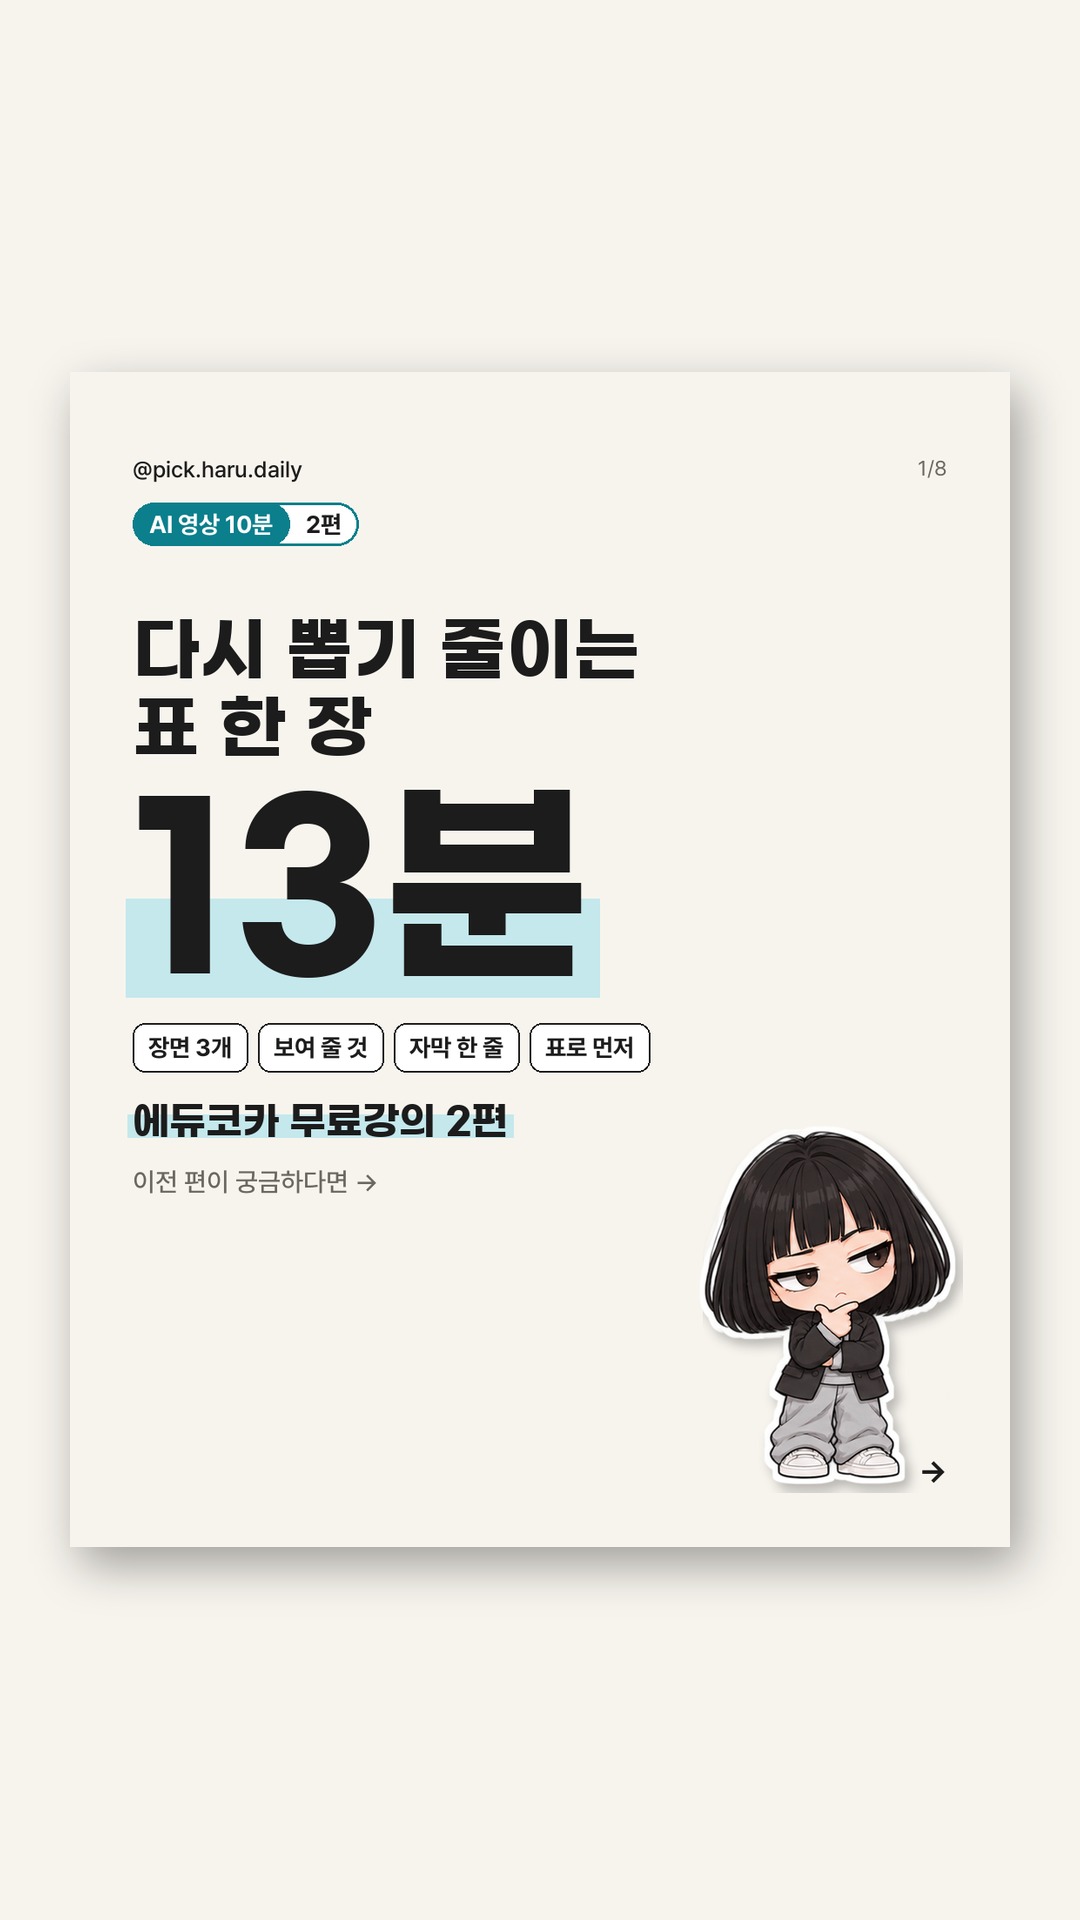 @pick.haru.daily
1/8
AI 영상 10분 2편
다시 뽑기 줄이는
표 한 장
13분
장면 3개 보여 줄 것 자막 한 줄 표로 먼저
에듀코카 무료강의 2편
이전 편이 궁금하다면 →
→